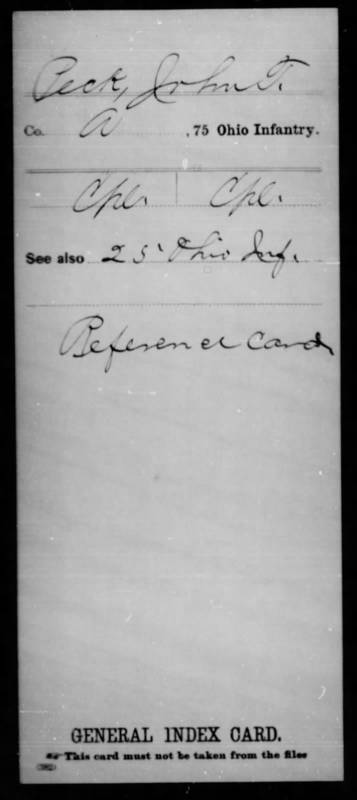 Peck, John T.
Co. A , 75 Ohio Infantry.
Cpl. Cpl.
See also 25' Ohio Inf.
Reference Card
GENERAL INDEX CARD.
This card must not be taken from the files